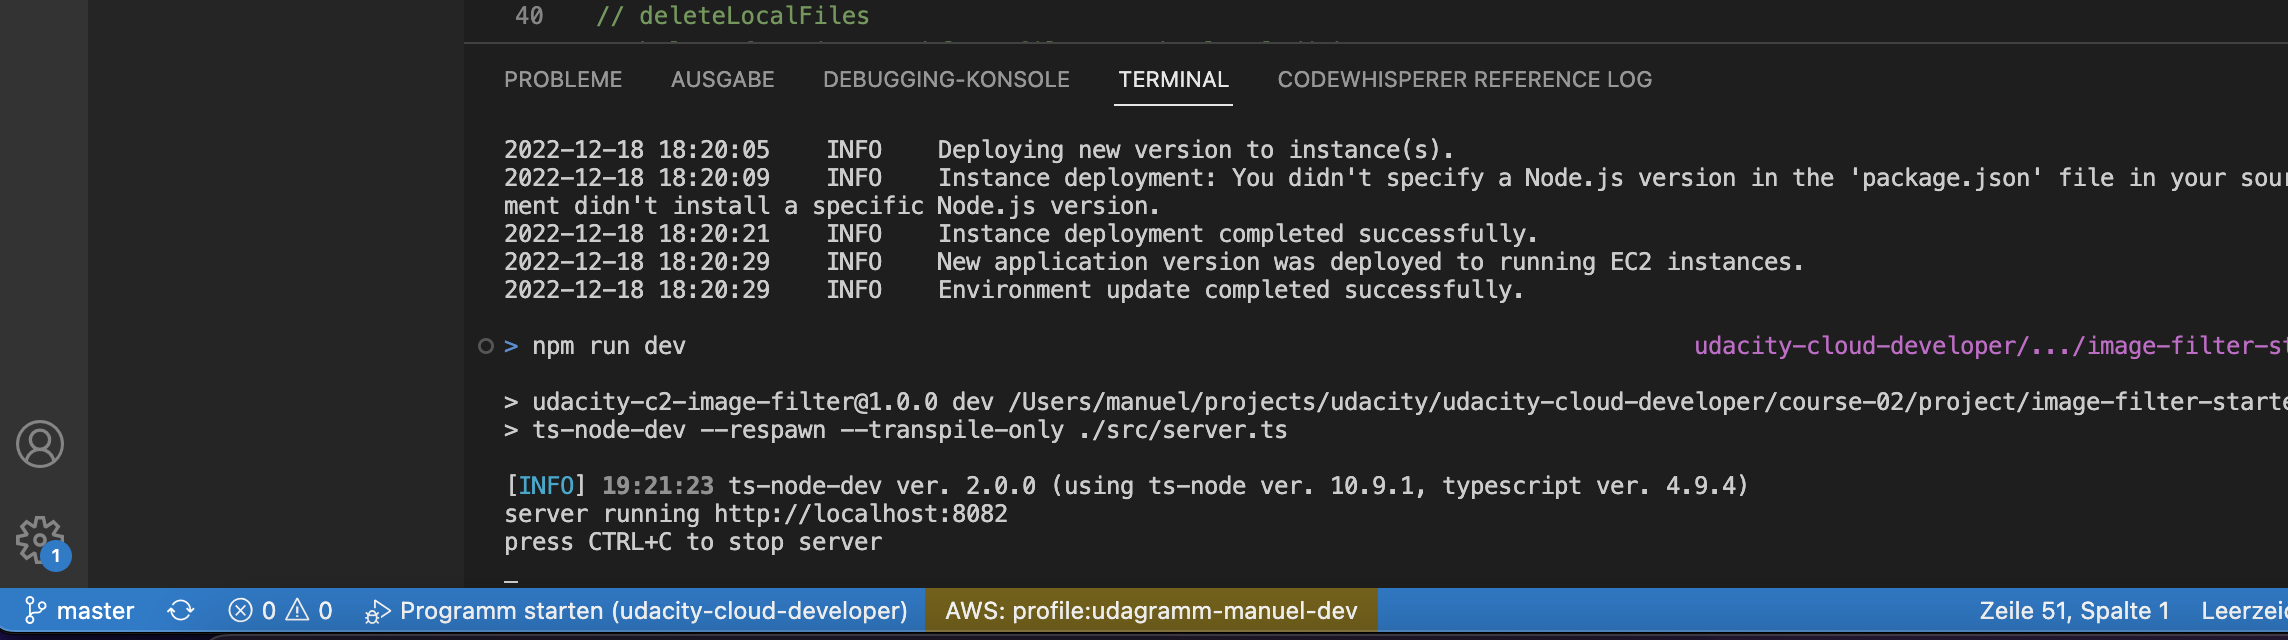 40 // deleteLocalFiles
PROBLEME AUSGABE DEBUGGING-KONSOLE TERMINAL CODEWHISPERER REFERENCE LOG
2022-12-18 18:20:05 INFO Deploying new version to instance(s).
2022-12-18 18:20:09 INFO Instance deployment: You didn't specify a Node.js version in the 'package.json' file in your
ment didn't install a specific Node.js version.
2022-12-18 18:20:21 INFO Instance deployment completed successfully.
2022-12-18 18:20:29 INFO New application version was deployed to running EC2 instances.
2022-12-18 18:20:29 INFO Environment update completed successfully.
> npm run dev udacity-cloud-developer/.../image-filter-st
> udacity-c2-image-filter@1.0.0 dev /Users/manuel/projects/udacity/udacity-cloud-developer/course-02/project/image-filter-starte
> ts-node-dev --respawn --transpile-only ./src/server.ts
[INFO] 19:21:23 ts-node-dev ver. 2.0.0 (using ts-node ver. 10.9.1, typescript ver. 4.9.4)
server running http://localhost:8082
press CTRL+C to stop server
_
1
master 0 0 Programm starten (udacity-cloud-developer) AWS: profile:udagramm-manuel-dev Zeile 51, Spalte 1